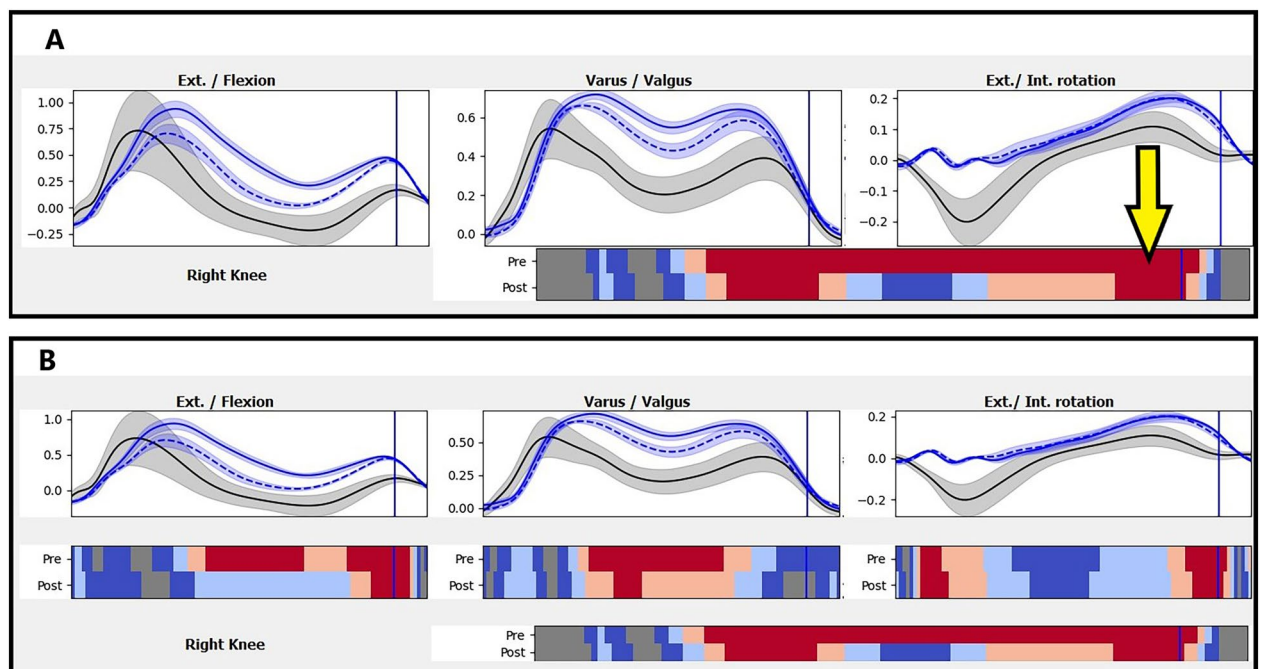 A
Ext. / Flexion
Varus / Valgus
Ext./ Int. rotation
1.00
0.75
0.50
0.25
0.00
−0.25
0.6
0.4
0.2
0.0
0.2
0.1
0.0
−0.1
−0.2
Right Knee
Pre
Post
B
Ext. / Flexion
Varus / Valgus
Ext./ Int. rotation
1.0
0.5
0.0
0.50
0.25
0.00
0.2
0.0
−0.2
Pre
Post
Pre
Post
Pre
Post
Right Knee
Pre
Post